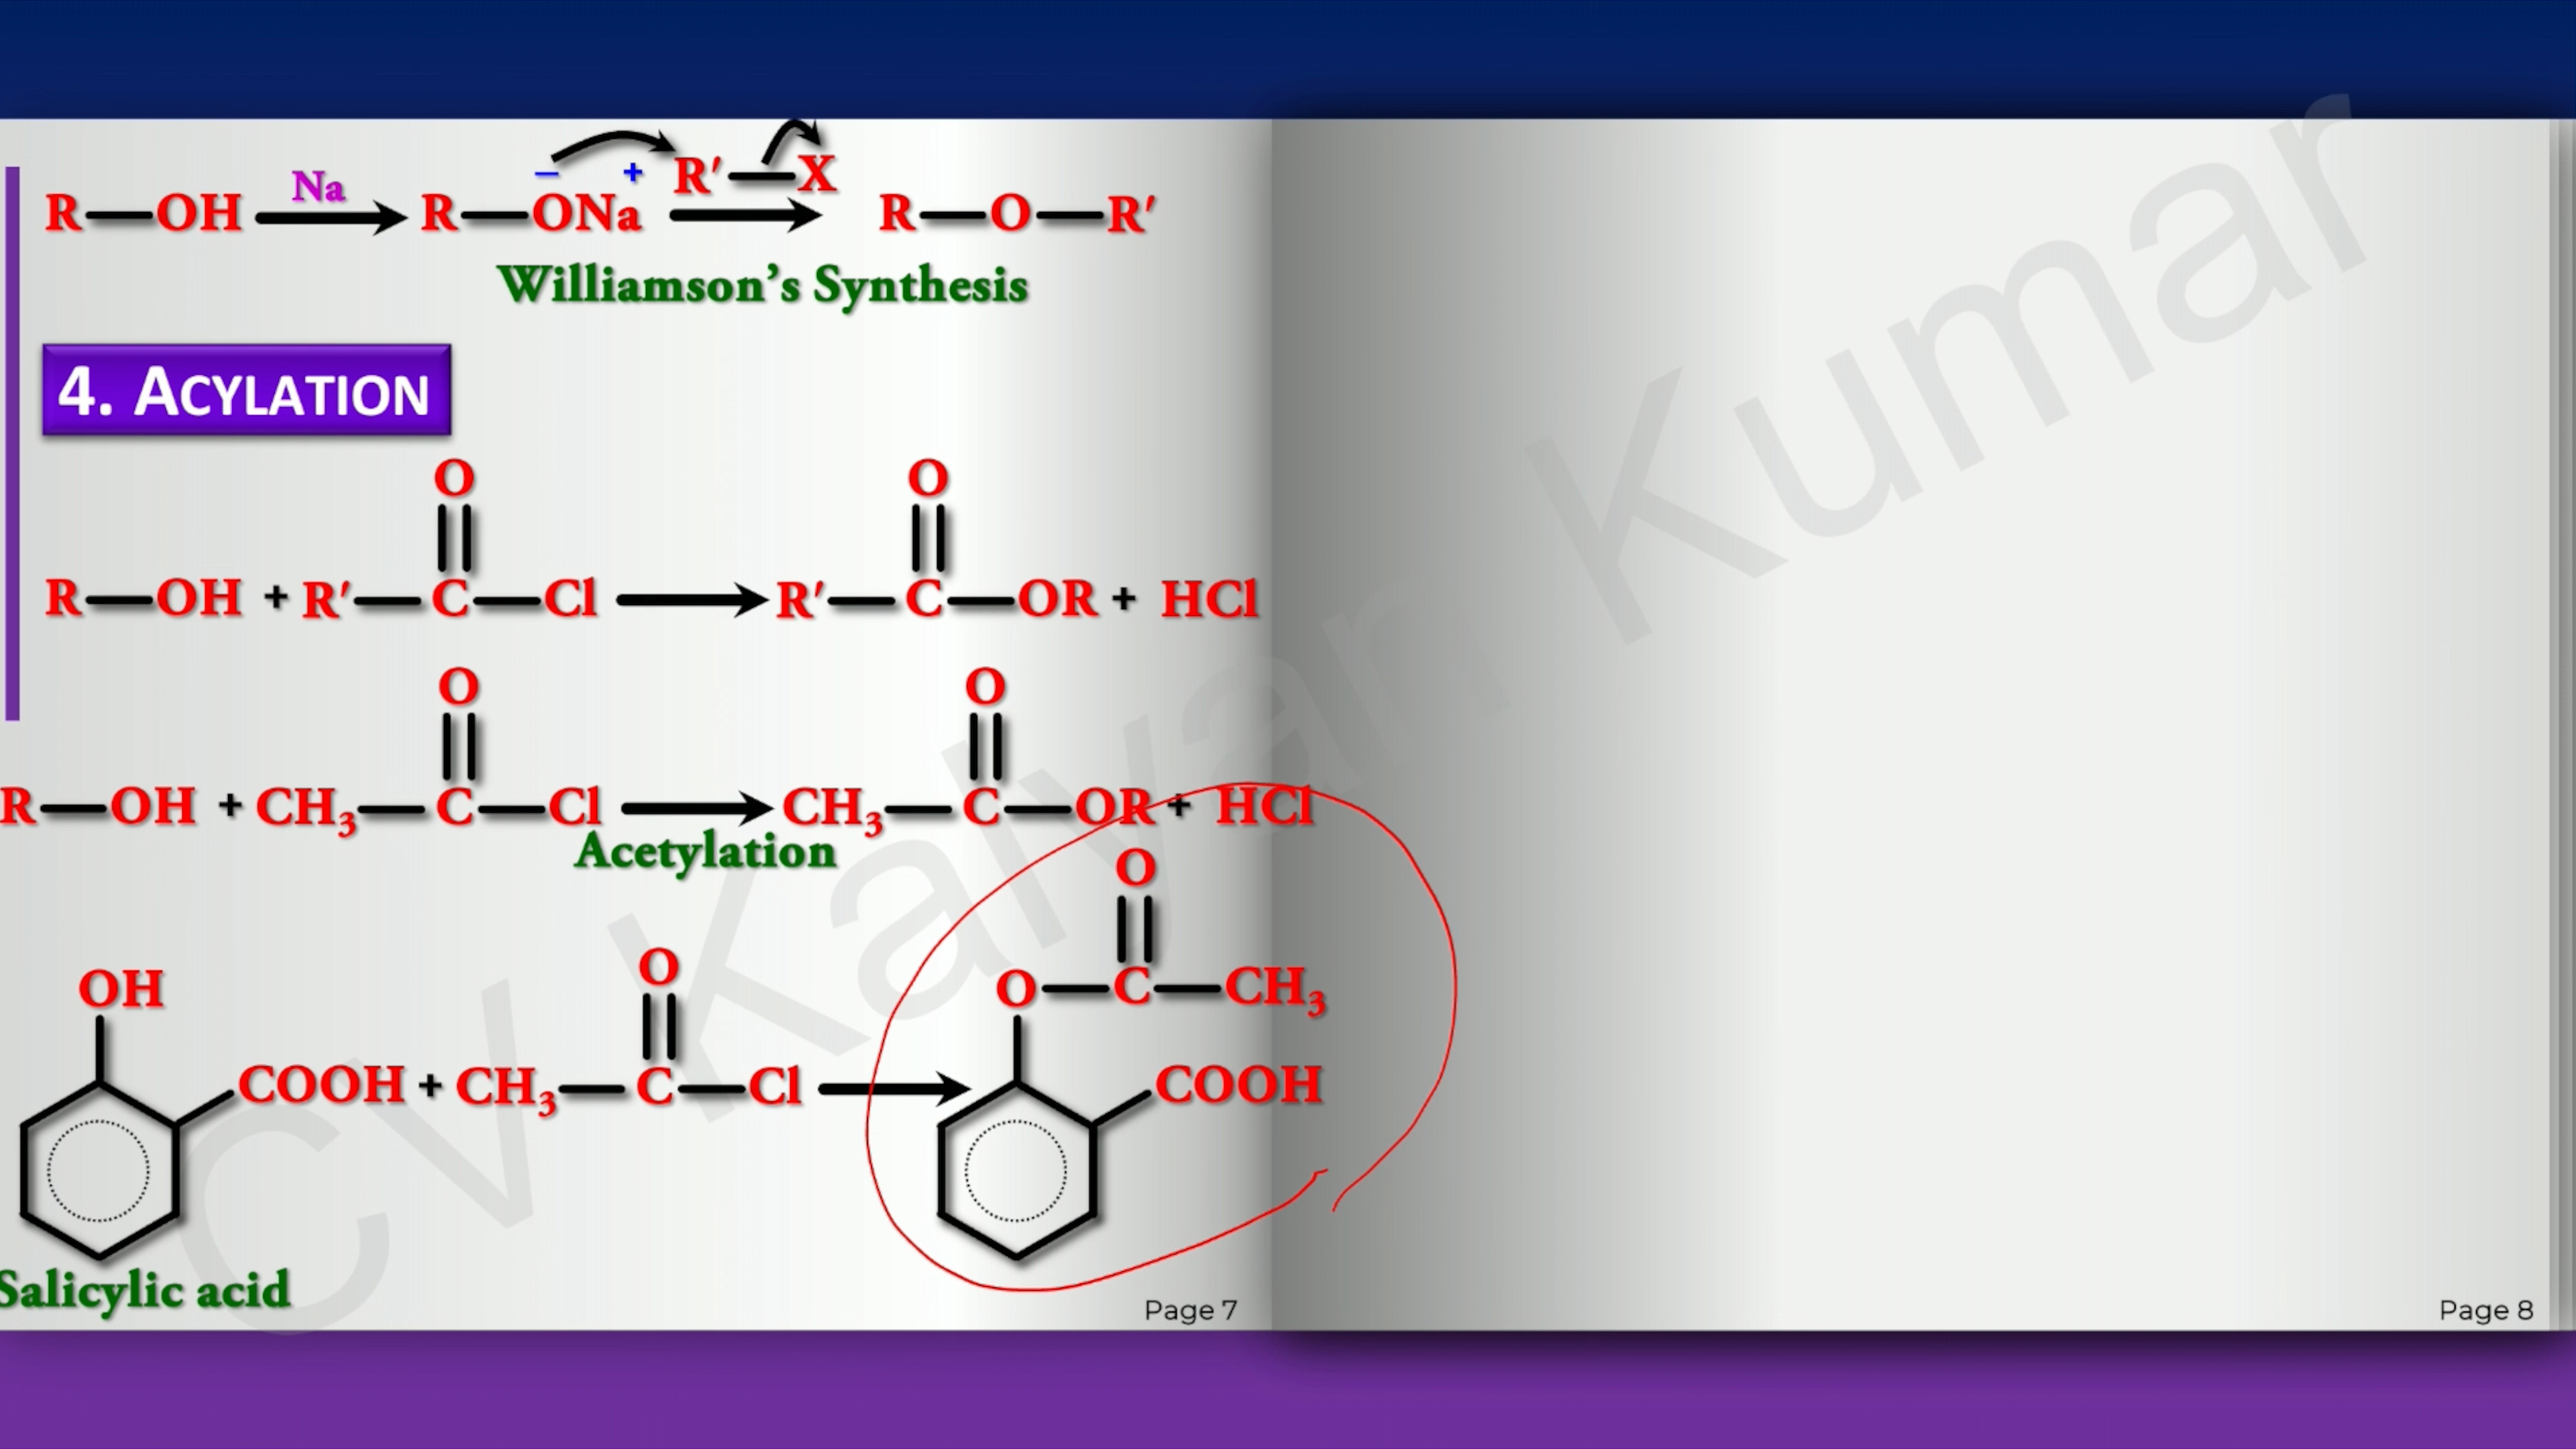 R—OH Na R—ONa R′—X R—O—R′
− +
Williamson's Synthesis
4. ACYLATION
O O
R—OH + R′—C—Cl R′—C—OR + HCl
O O
R—OH + CH₃—C—Cl CH₃—C—OR + HCl
Acetylation
O
O
OH O—C—CH₃
COOH + CH₃—C—Cl COOH
Salicylic acid
Page 7
Page 8
CV Kalyan Kumar